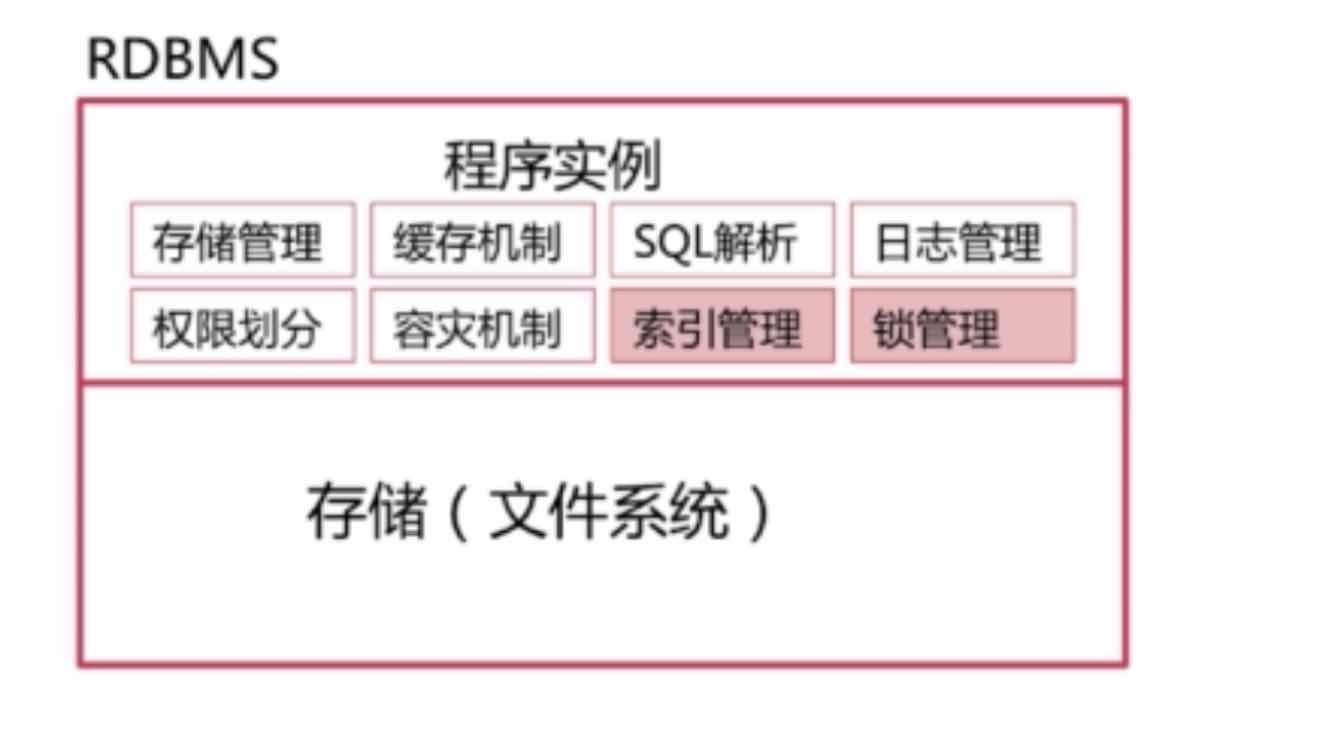 RDBMS
程序实例
存储管理 缓存机制 SQL解析 日志管理
权限划分 容灾机制 索引管理 锁管理
存储（文件系统）